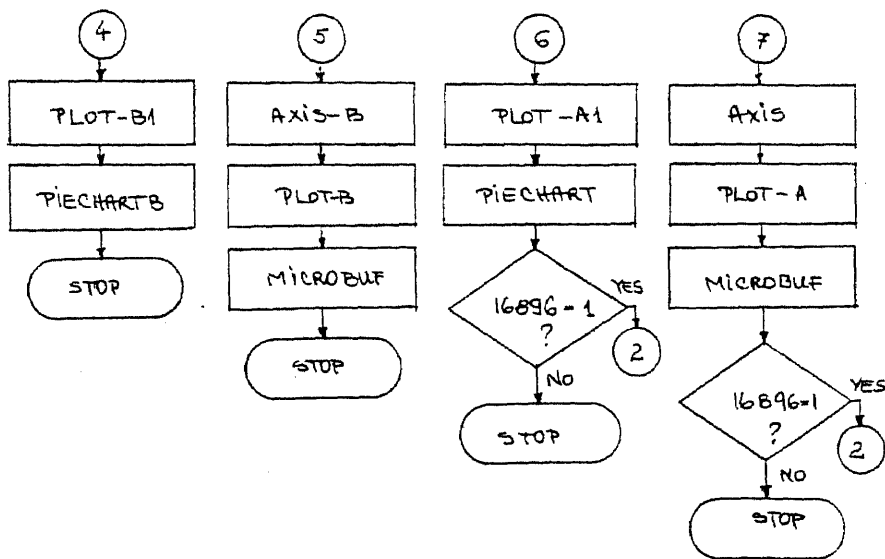 4
PLOT-B1
PIECHARTB
STOP
5
AXIS-B
PLOT-B
MICROBUF
STOP
6
PLOT-A1
PIECHART
16896=1
?
YES
2
NO
STOP
7
AXIS
PLOT-A
MICROBUF
16896=1
?
YES
2
NO
STOP